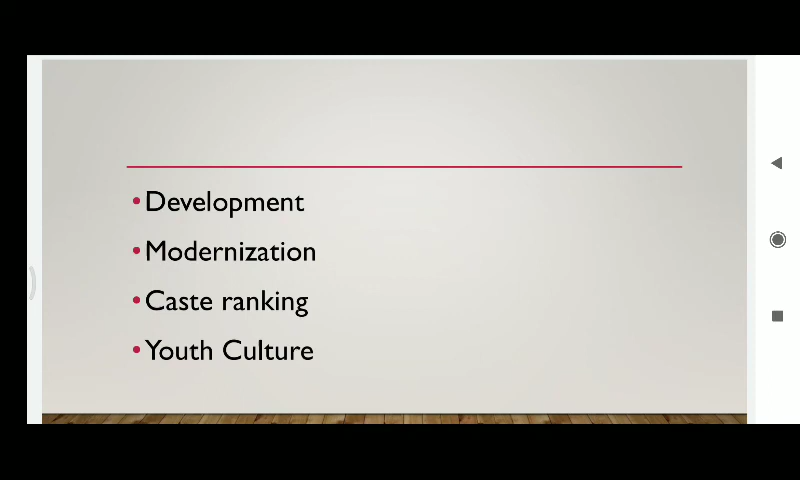 •Development
•Modernization
•Caste ranking
•Youth Culture